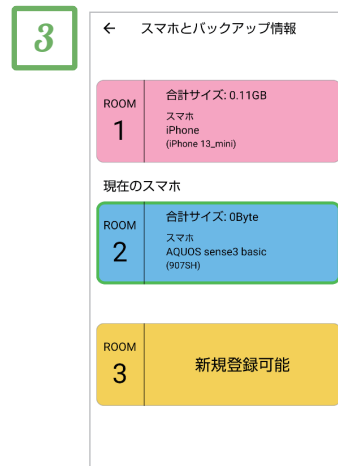 3
← スマホとバックアップ情報
ROOM
1
合計サイズ: 0.11GB
スマホ
iPhone
(iPhone 13_mini)
現在のスマホ
ROOM
2
合計サイズ: 0Byte
スマホ
AQUOS sense3 basic
(907SH)
ROOM
3
新規登録可能